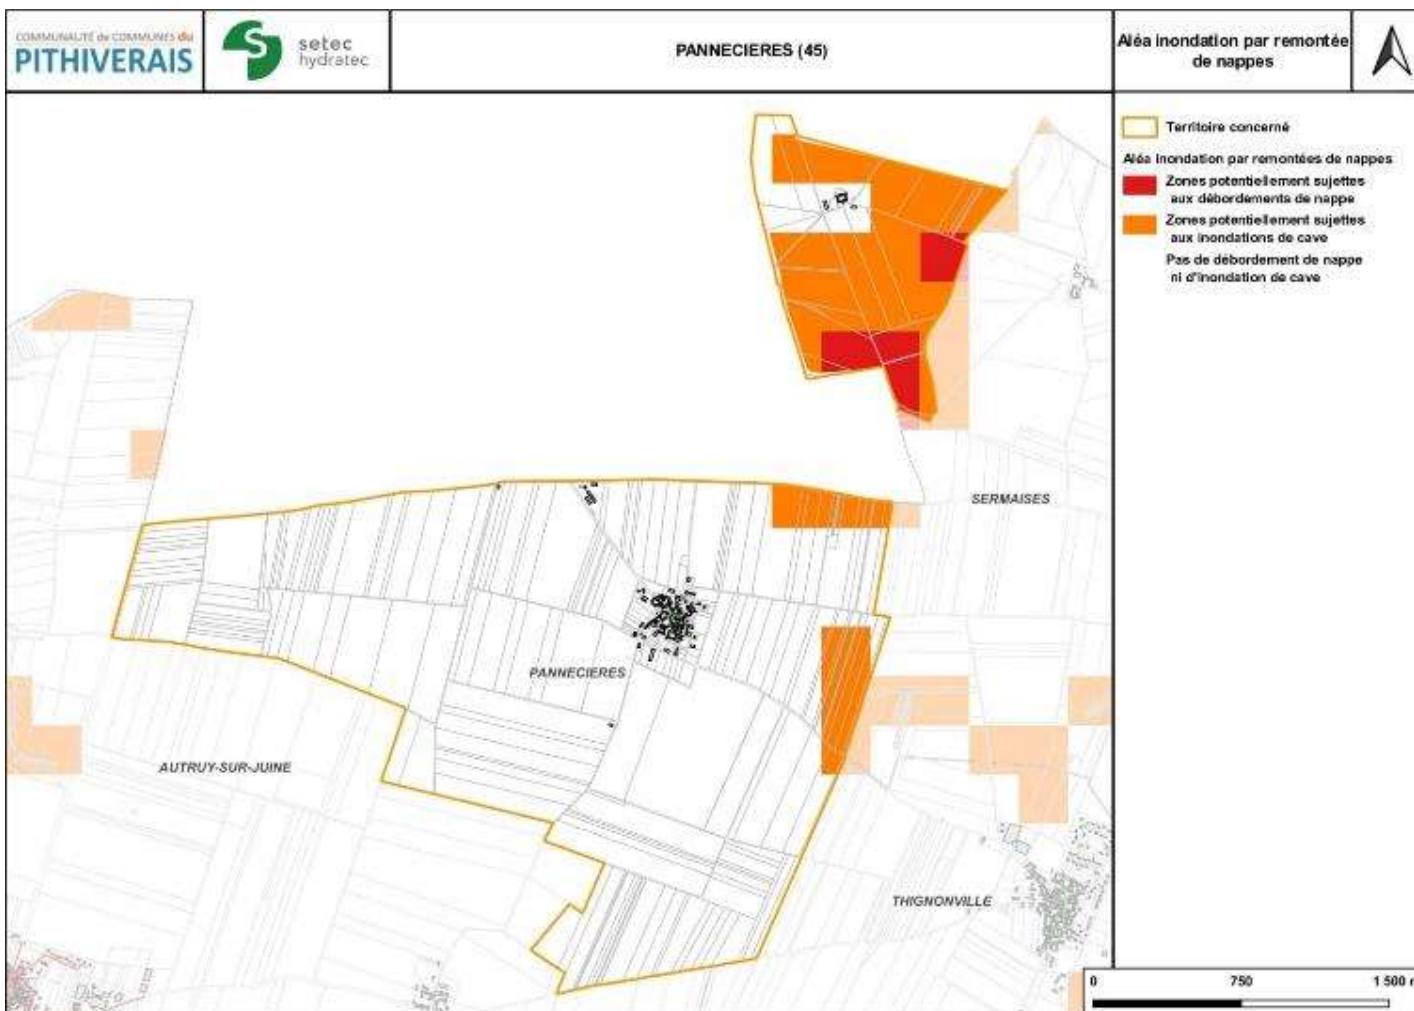 COMMUNAUTÉ de COMMUNES du
PITHIVERAIS
setec
hydratec
PANNECIERES (45)
Aléa inondation par remontée
de nappes
Territoire concerné
Aléa inondation par remontées de nappes
Zones potentiellement sujettes
aux débordements de nappe
Zones potentiellement sujettes
aux inondations de cave
Pas de débordement de nappe
ni d'inondation de cave
SERMAISES
PANNECIERES
AUTRUY-SUR-JUINE
THIGNONVILLE
0 750 1 500 m